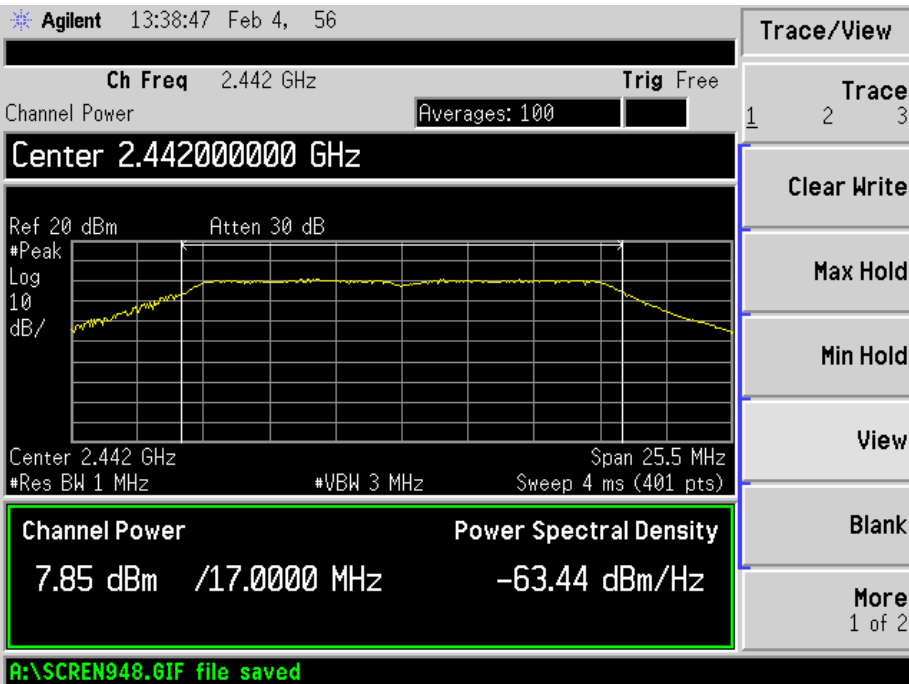 Agilent 13:38:47 Feb 4, 56
Trace/View
Ch Freq 2.442 GHz Trig Free
Channel Power Averages: 100
Center 2.442000000 GHz
Ref 20 dBm Atten 30 dB
#Peak
Log
10
dB/
Center 2.442 GHz Span 25.5 MHz
#Res BW 1 MHz #VBW 3 MHz Sweep 4 ms (401 pts)
Channel Power Power Spectral Density
7.85 dBm /17.0000 MHz -63.44 dBm/Hz
A:\SCREN948.GIF file saved
Trace
1 2 3
Clear Write
Max Hold
Min Hold
View
Blank
More
1 of 2